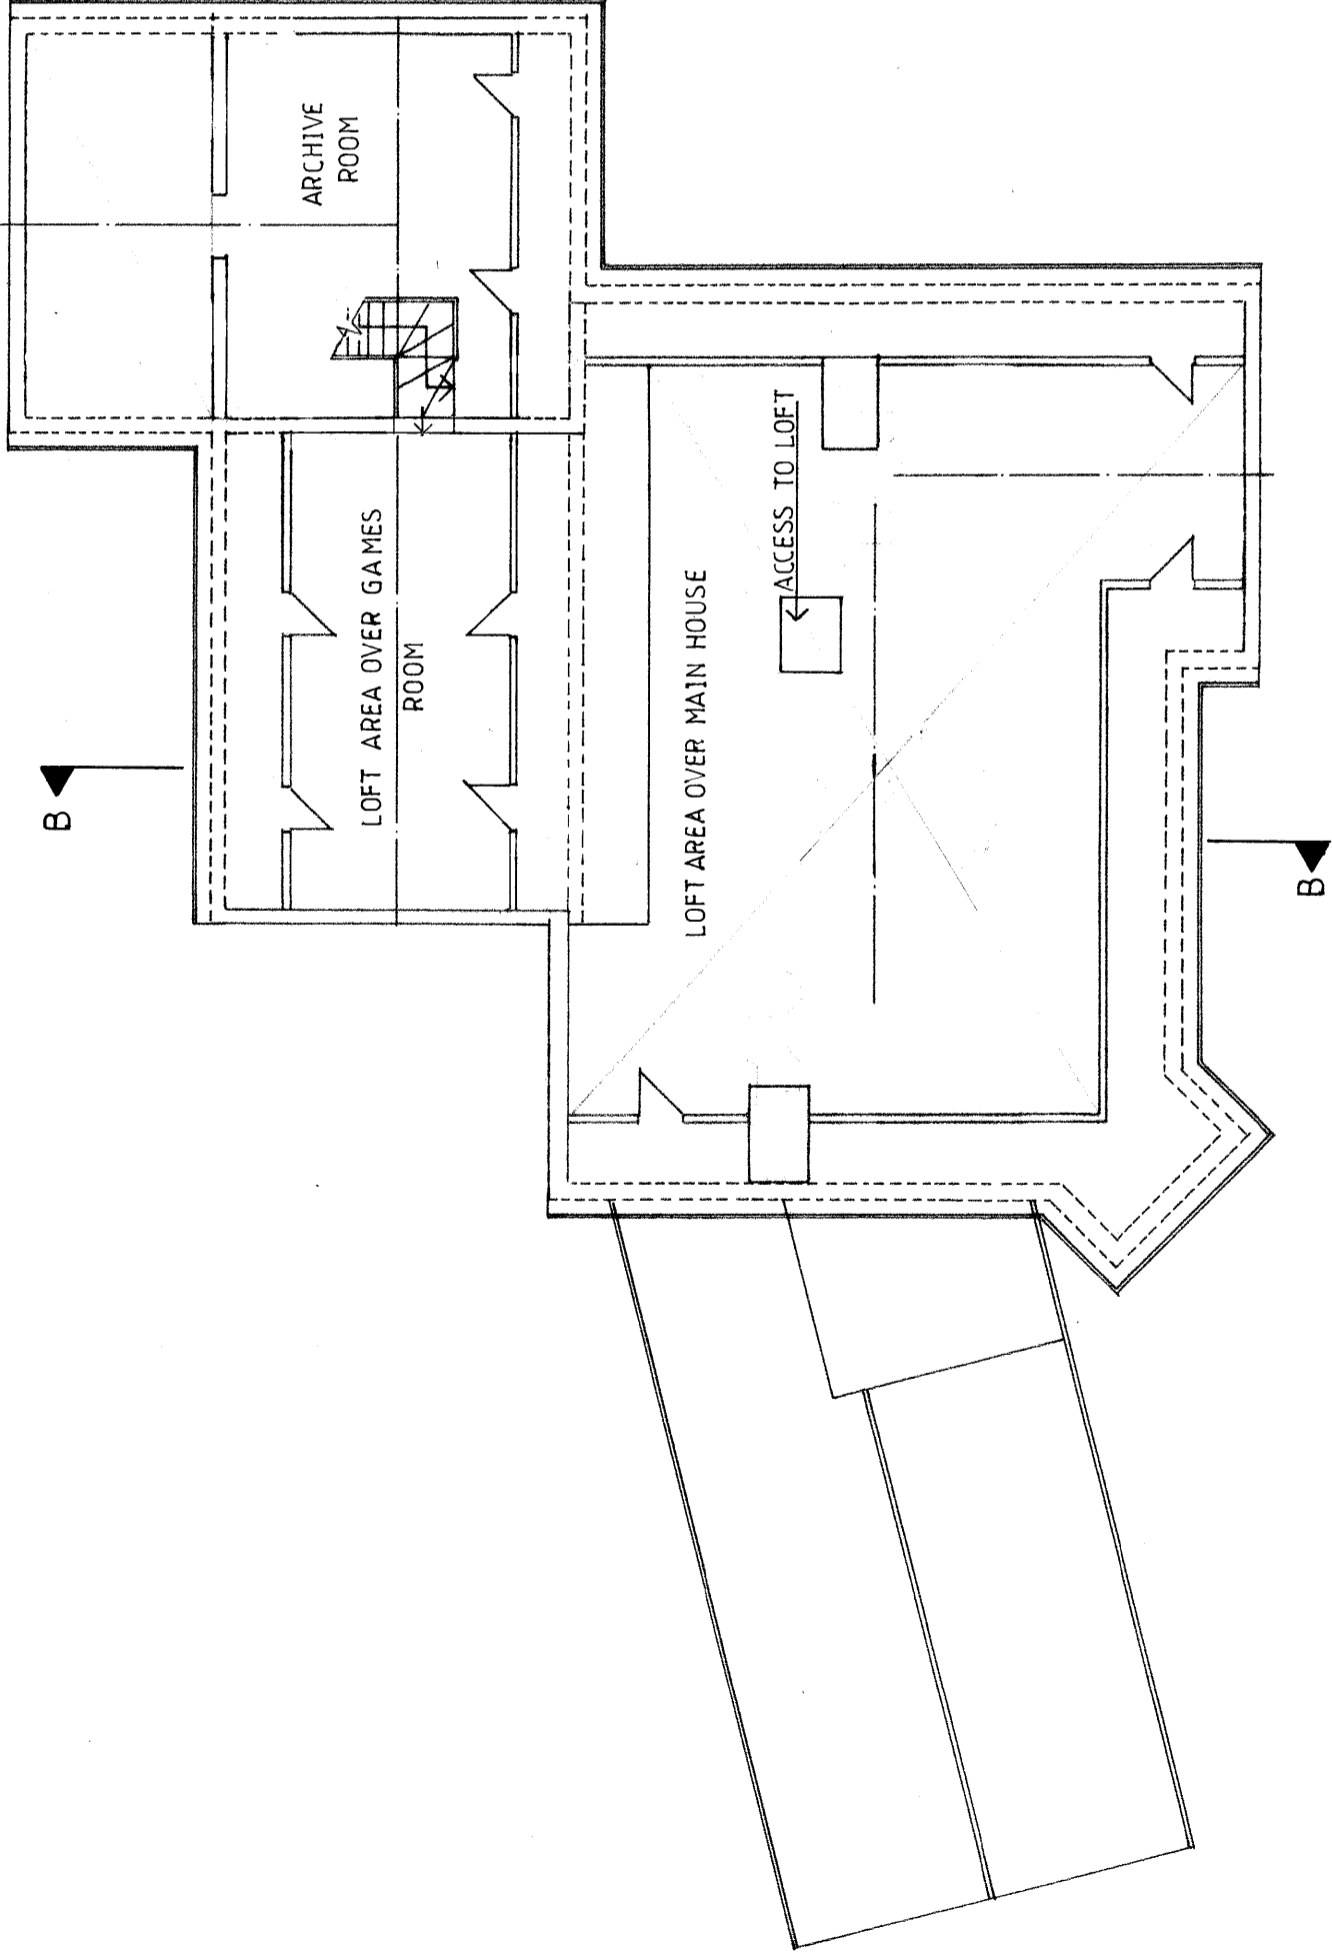 ARCHIVE
ROOM
LOFT AREA OVER GAMES
ROOM
ACCESS TO LOFT
LOFT AREA OVER MAIN HOUSE
B
B